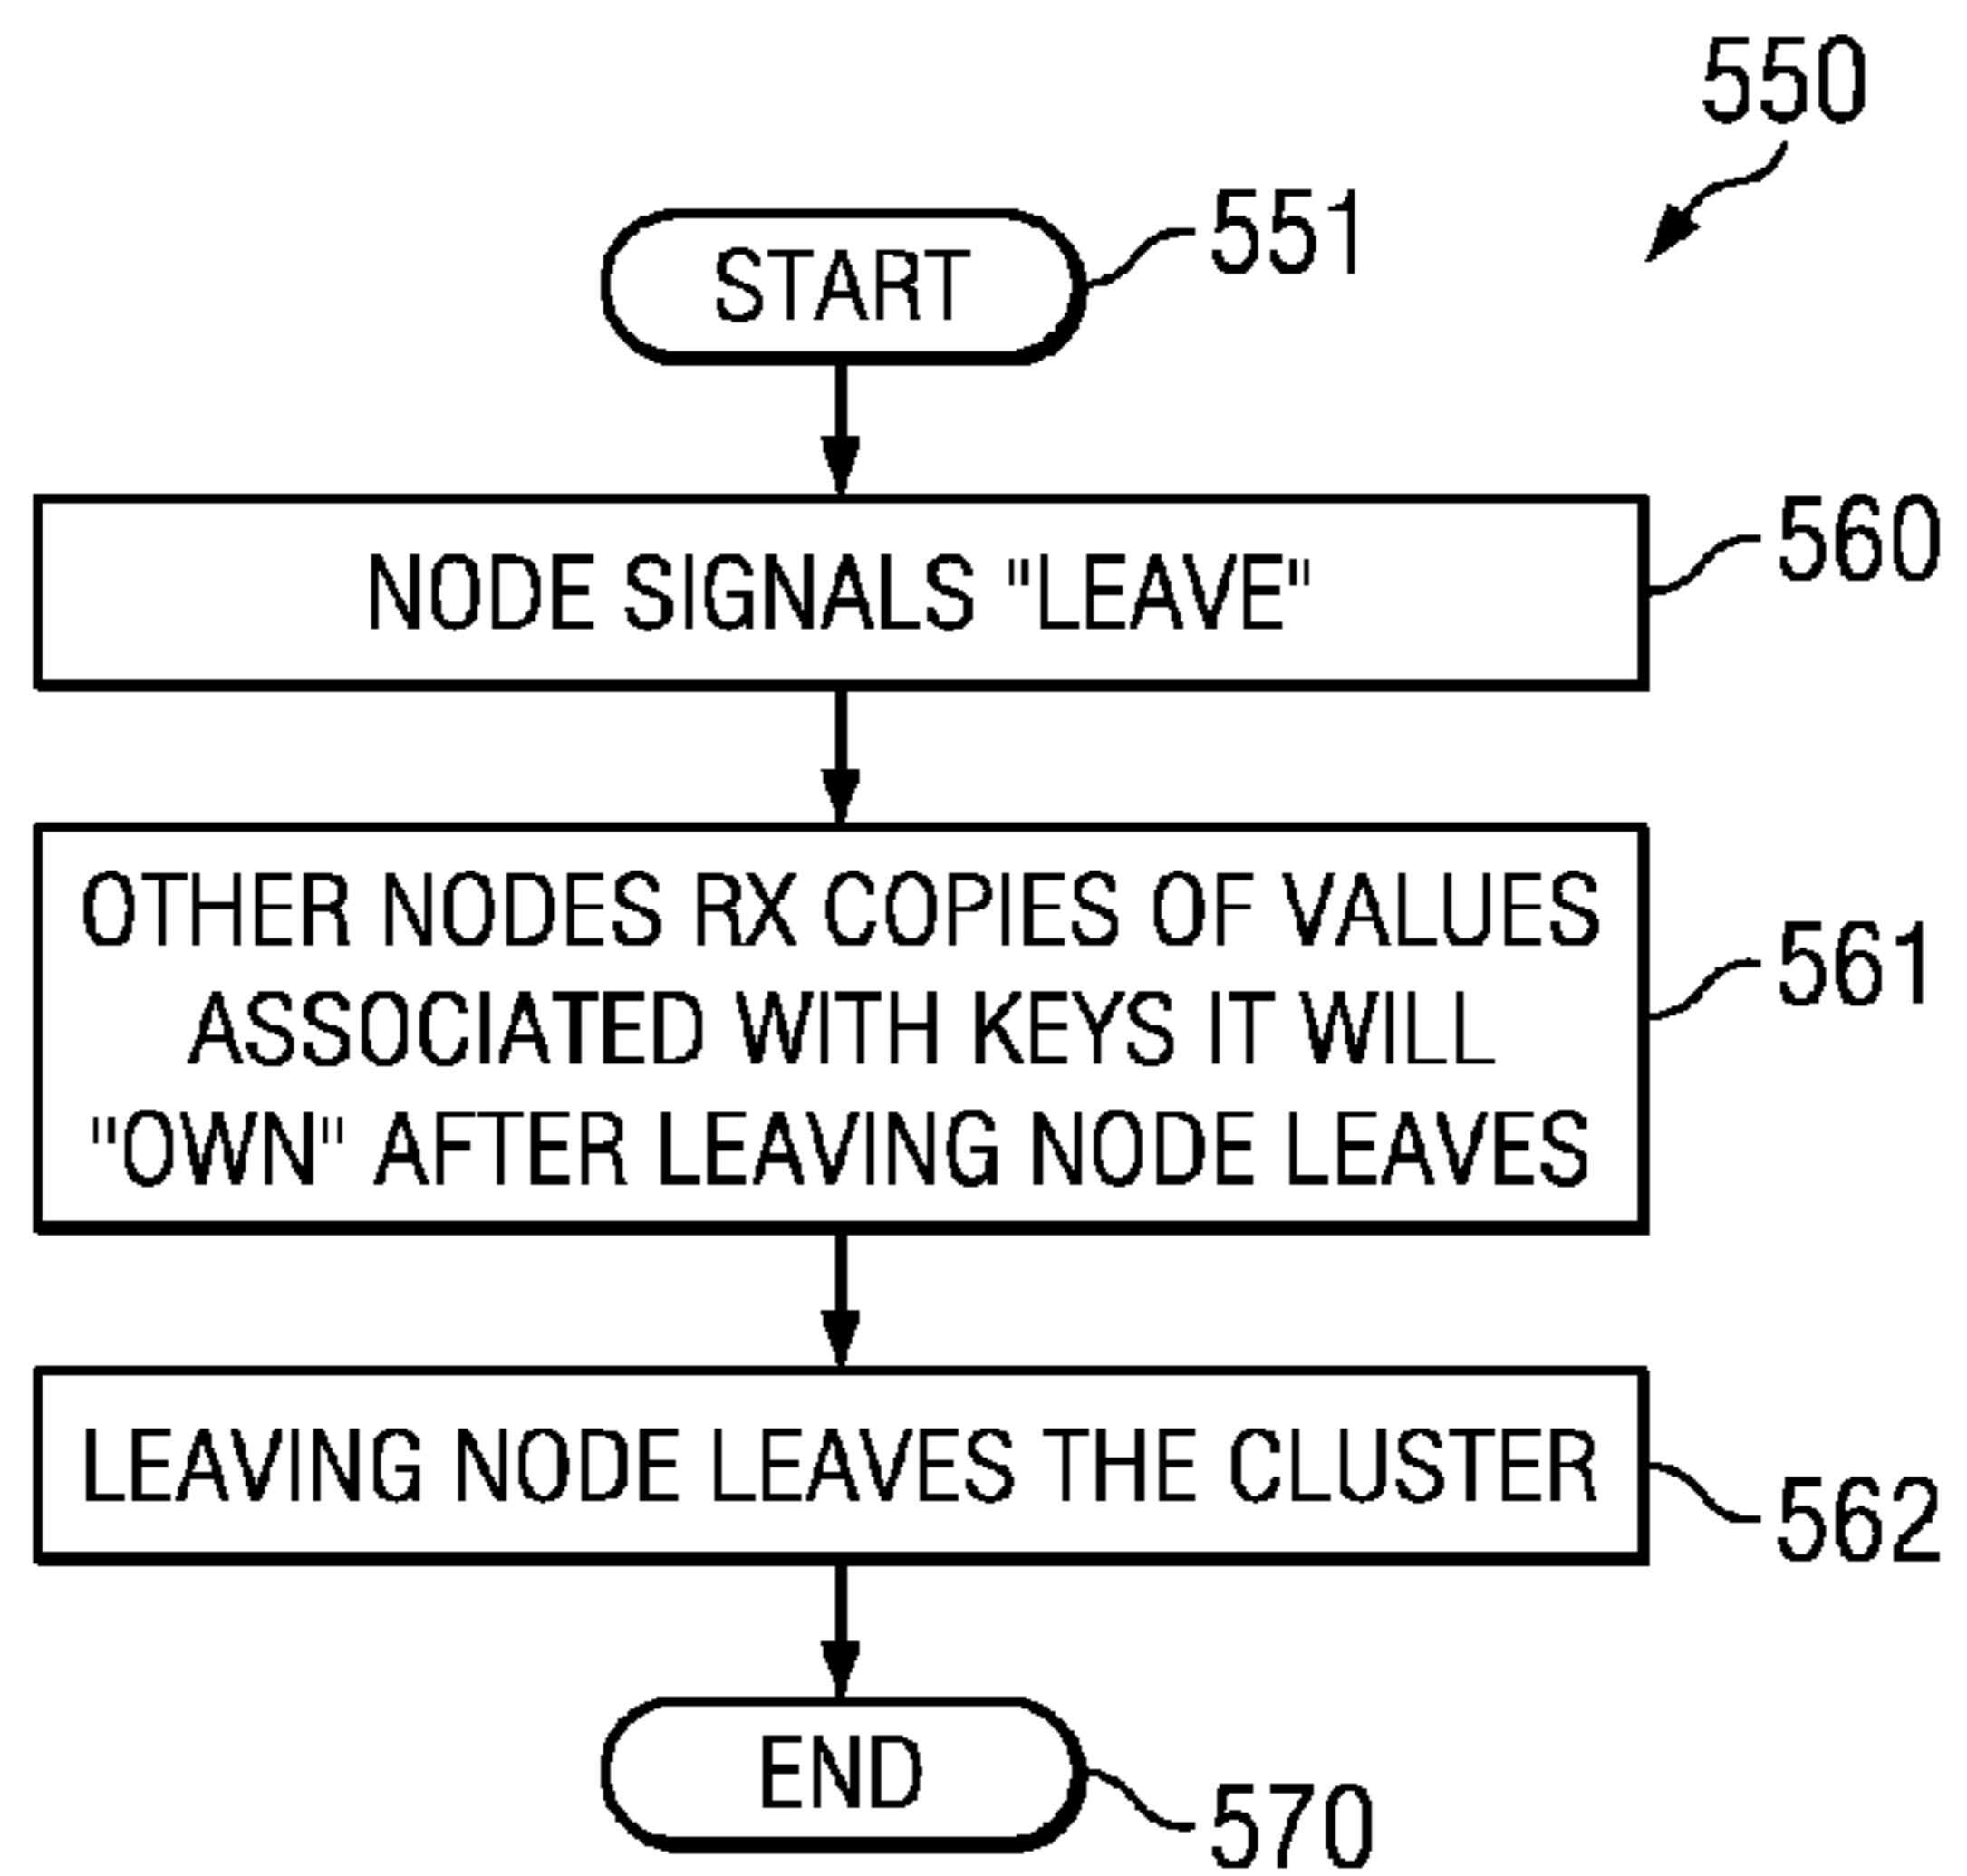 550
START
551
NODE SIGNALS "LEAVE"
560
OTHER NODES RX COPIES OF VALUES
ASSOCIATED WITH KEYS IT WILL
"OWN" AFTER LEAVING NODE LEAVES
561
LEAVING NODE LEAVES THE CLUSTER
562
END
570